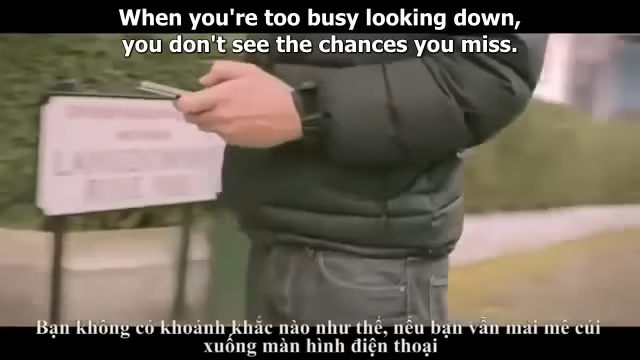 When you're too busy looking down,
you don't see the chances you miss.
Bạn không có khoảnh khắc nào như thế, nếu bạn vẫn mải mê cúi
xuống màn hình điện thoại